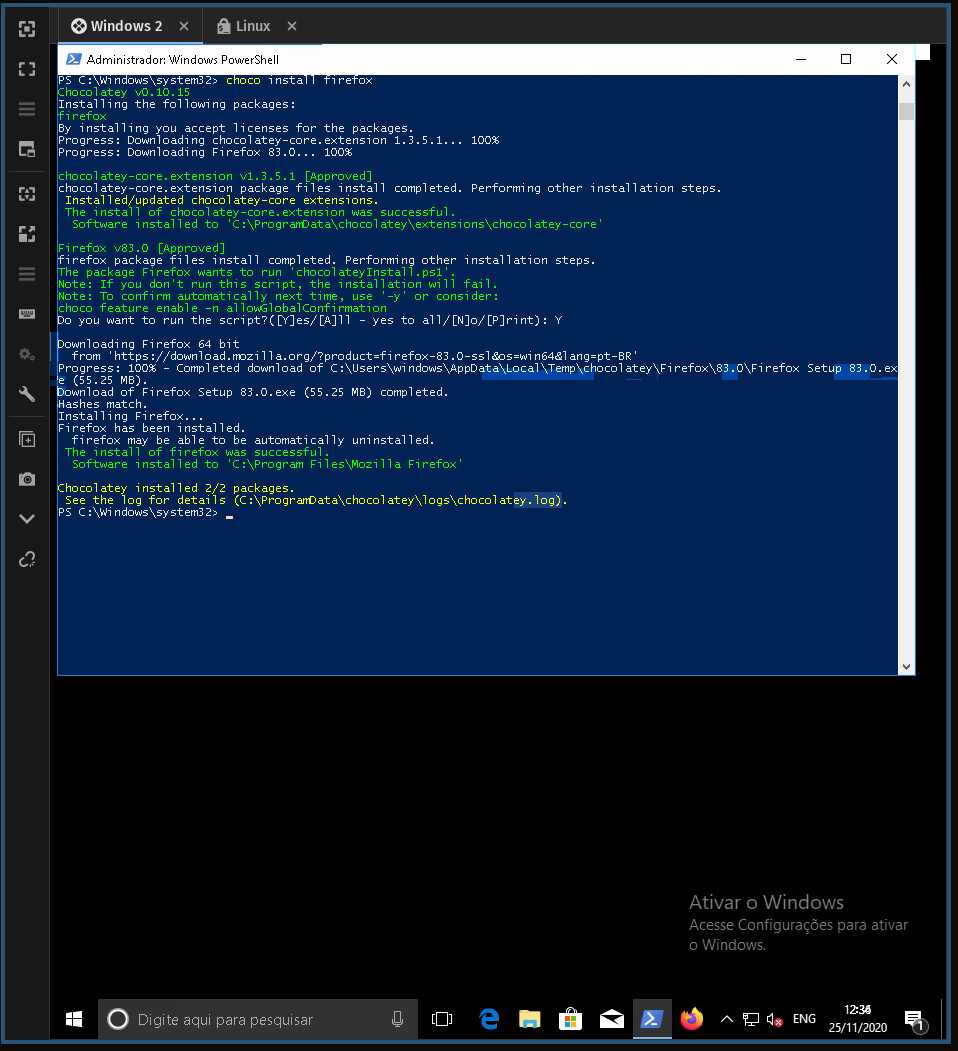 Windows 2
Linux
Administrador: Windows PowerShell
PS C:\Windows\system32> choco install firefox
Chocolatey v0.10.15
Installing the following packages:
firefox
By installing you accept licenses for the packages.
Progress: Downloading chocolatey-core.extension 1.3.5.1... 100%
Progress: Downloading Firefox 83.0... 100%
chocolatey-core.extension v1.3.5.1 [Approved]
chocolatey-core.extension package files install completed. Performing other installation steps.
Installed/updated chocolatey-core extensions.
The install of chocolatey-core.extension was successful.
Software installed to 'C:\ProgramData\chocolatey\extensions\chocolatey-core'
Firefox v83.0 [Approved]
firefox package files install completed. Performing other installation steps.
The package Firefox wants to run 'chocolateyInstall.ps1'.
Note: If you don't run this script, the installation will fail.
Note: To confirm automatically next time, use '-y' or consider:
choco feature enable -n allowGlobalConfirmation
Do you want to run the script?([Y]es/[A]ll - yes to all/[N]o/[P]rint): Y
Downloading Firefox 64 bit
from 'https://download.mozilla.org/?product=firefox-83.0-ssl&os=win64&lang=pt-BR'
Progress: 100% - Completed download of C:\Users\windows\AppData\Local\Temp\chocolatey\Firefox\83.0\Firefox Setup 83.0.ex
e (55.25 MB).
Download of Firefox Setup 83.0.exe (55.25 MB) completed.
Hashes match.
Installing Firefox...
Firefox has been installed.
firefox may be able to be automatically uninstalled.
The install of firefox was successful.
Software installed to 'C:\Program Files\Mozilla Firefox'
Chocolatey installed 2/2 packages.
See the log for details (C:\ProgramData\chocolatey\logs\chocolatey.log).
PS C:\Windows\system32> _
Ativar o Windows
Acesse Configurações para ativar
o Windows.
Digite aqui para pesquisar
ENG
12:36
25/11/2020
1